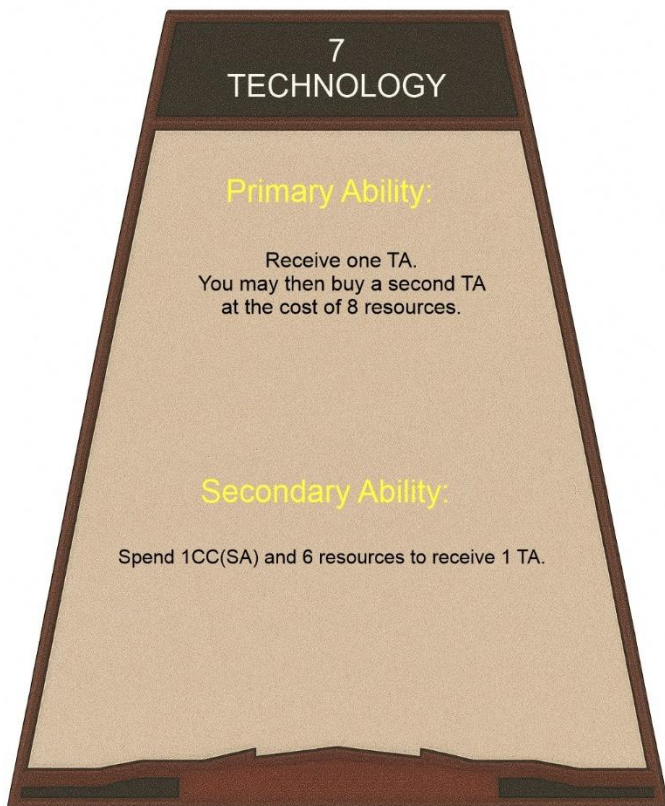 7
TECHNOLOGY
Primary Ability:
Receive one TA.
You may then buy a second TA
at the cost of 8 resources.
Secondary Ability:
Spend 1CC(SA) and 6 resources to receive 1 TA.